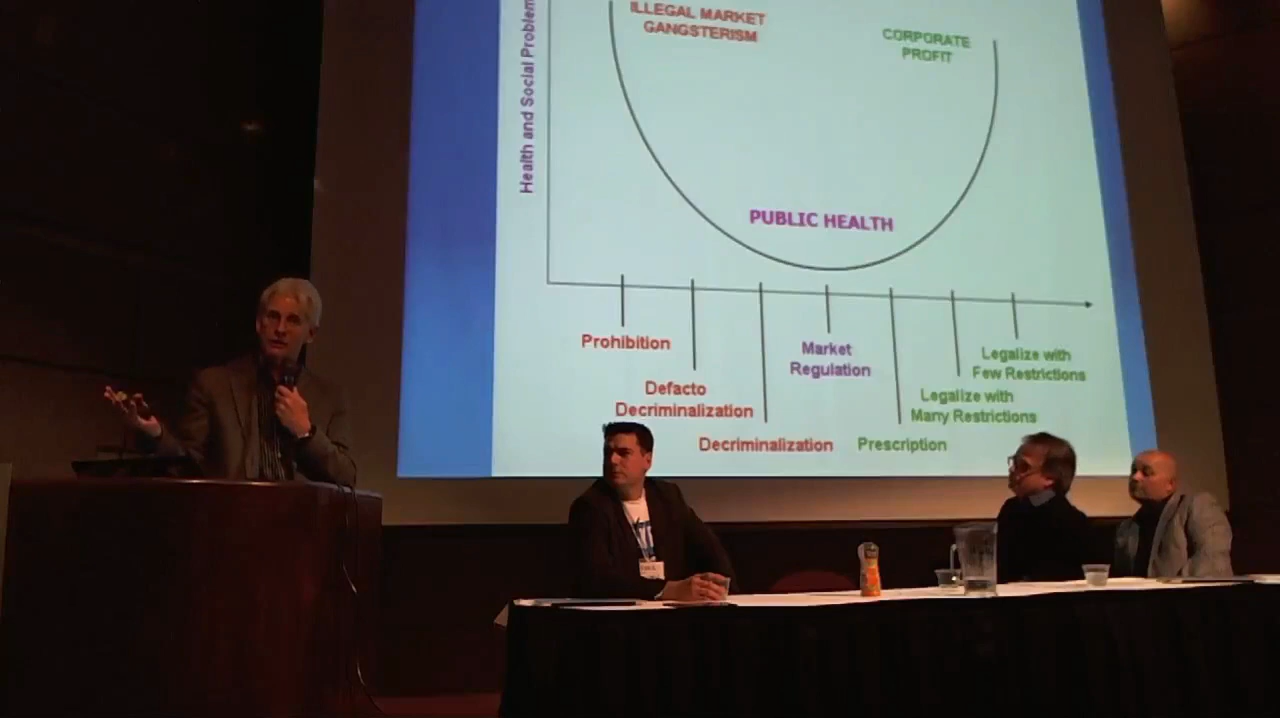 ILLEGAL MARKET
GANGSTERISM
CORPORATE
PROFIT
Health and Social Problem
PUBLIC HEALTH
Prohibition
Defacto
Decriminalization
Decriminalization
Market
Regulation
Prescription
Legalize with
Many Restrictions
Legalize with
Few Restrictions